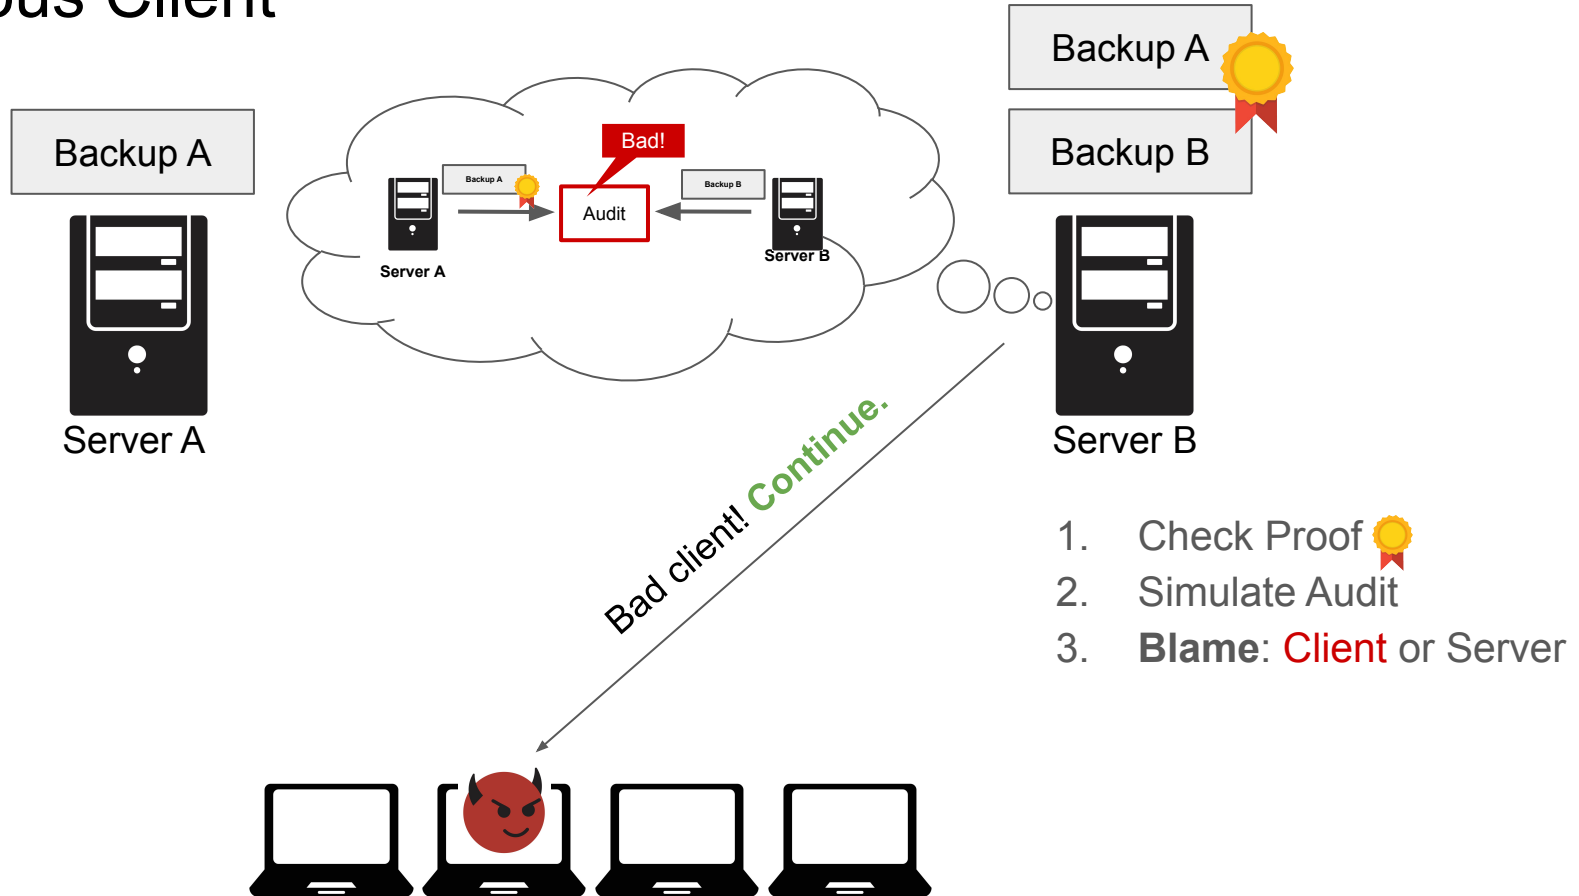 Client
Backup A
Backup A
Backup B
Bad!
Backup A
Backup B
Audit
Server A
Server B
Server A
Server B
Bad client! Continue.
1. Check Proof
2. Simulate Audit
3. Blame: Client or Server